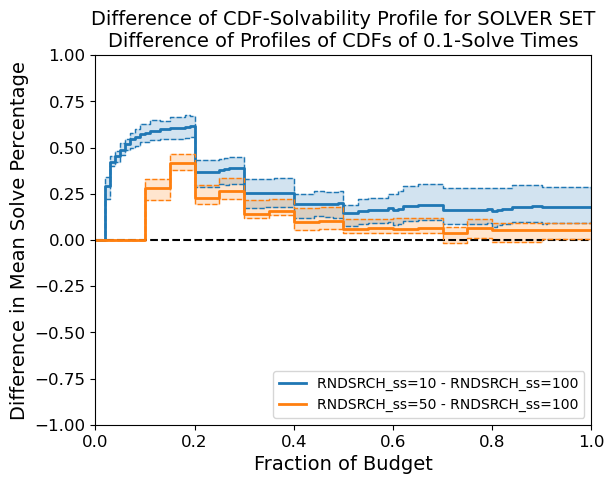 Difference of CDF-Solvability Profile for SOLVER SET
Difference of Profiles of CDFs of 0.1-Solve Times
Difference in Mean Solve Percentage
1.00
0.75
0.50
0.25
0.00
−0.25
−0.50
−0.75
−1.00
RNDSRCH_ss=10 - RNDSRCH_ss=100
RNDSRCH_ss=50 - RNDSRCH_ss=100
0.0 0.2 0.4 0.6 0.8 1.0
Fraction of Budget